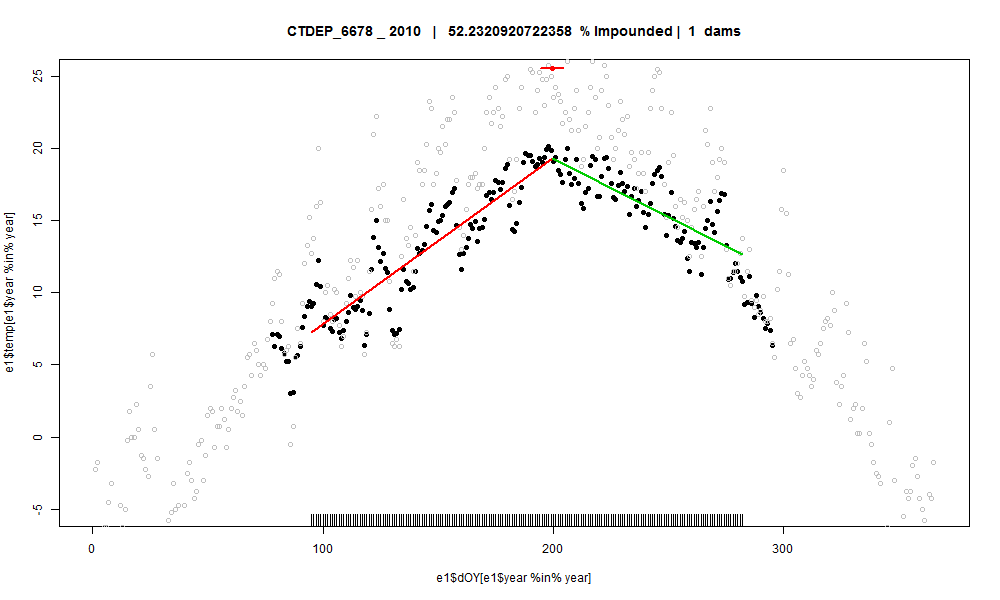 CTDEP_6678 _ 2010 | 52.2320920722358 % Impounded | 1 dams
e1$temp[e1$year %in% year]
25
20
15
10
5
0
-5
0 100 200 300
e1$dOY[e1$year %in% year]